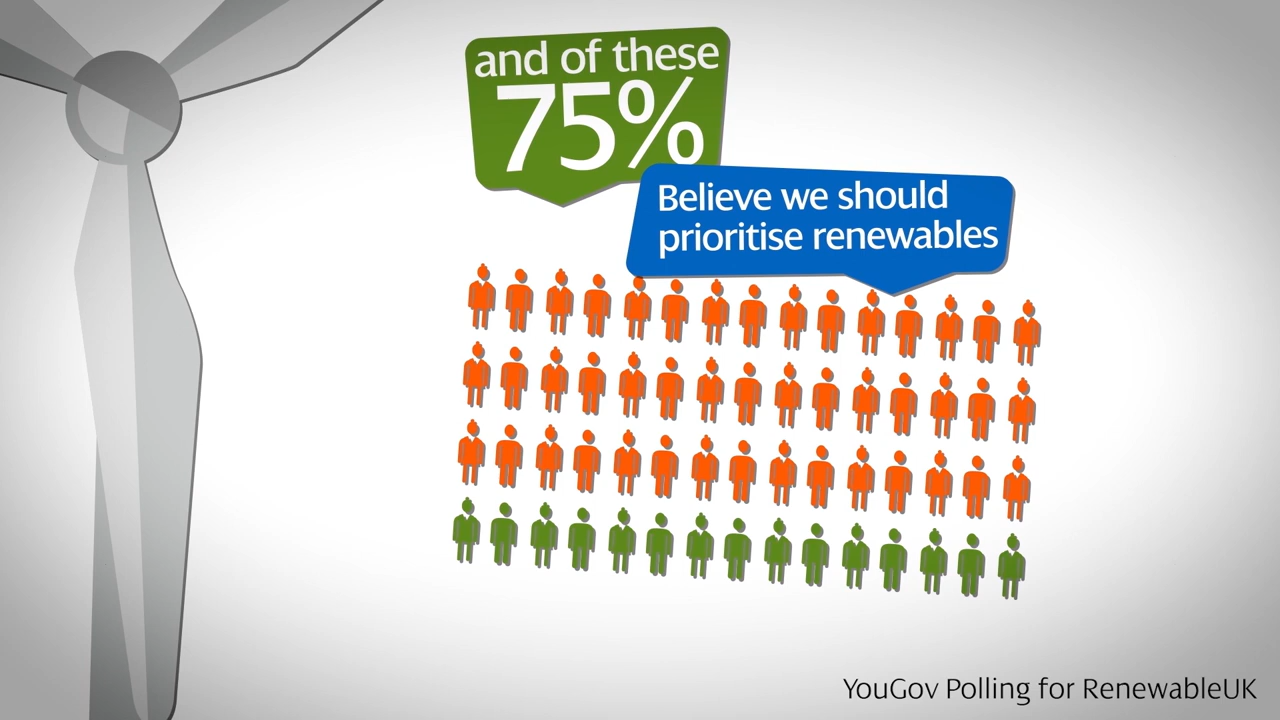 and of these
75%
Believe we should
prioritise renewables
YouGov Polling for RenewableUK